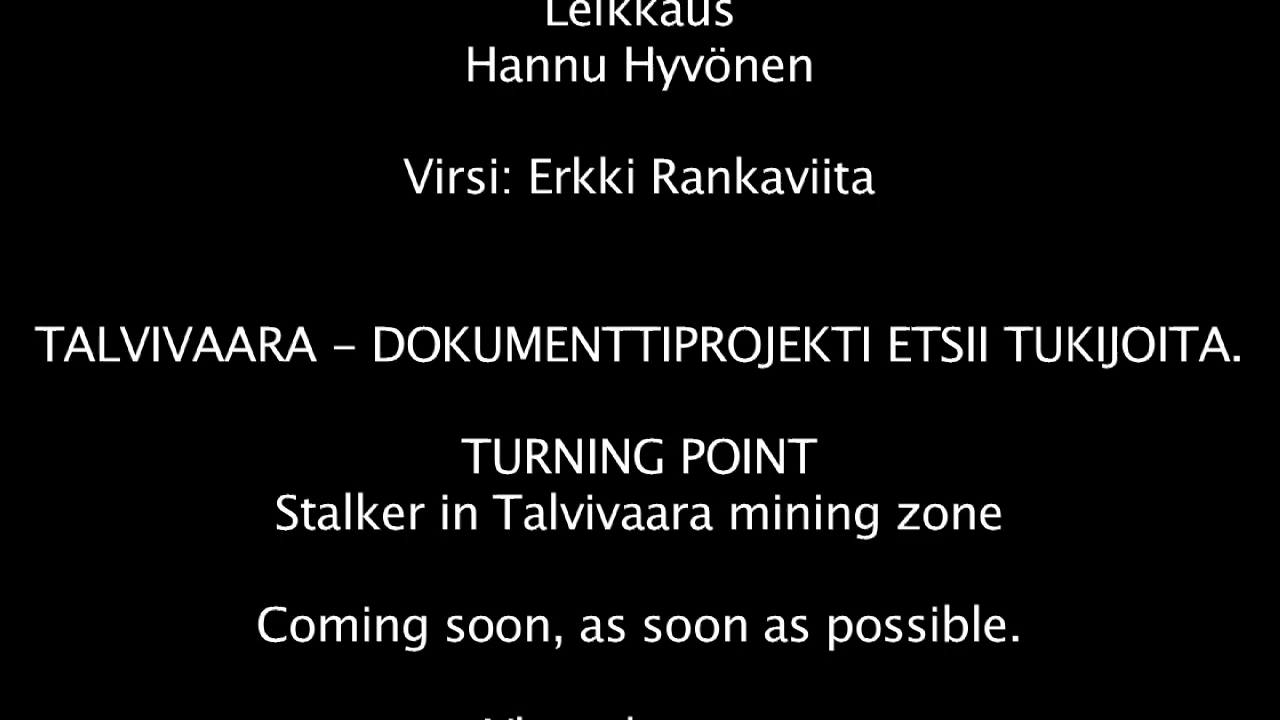 Leikkaus
Hannu Hyvönen
Virsi: Erkki Rankaviita
TALVIVAARA – DOKUMENTTIPROJEKTI ETSII TUKIJOITA.
TURNING POINT
Stalker in Talvivaara mining zone
Coming soon, as soon as possible.